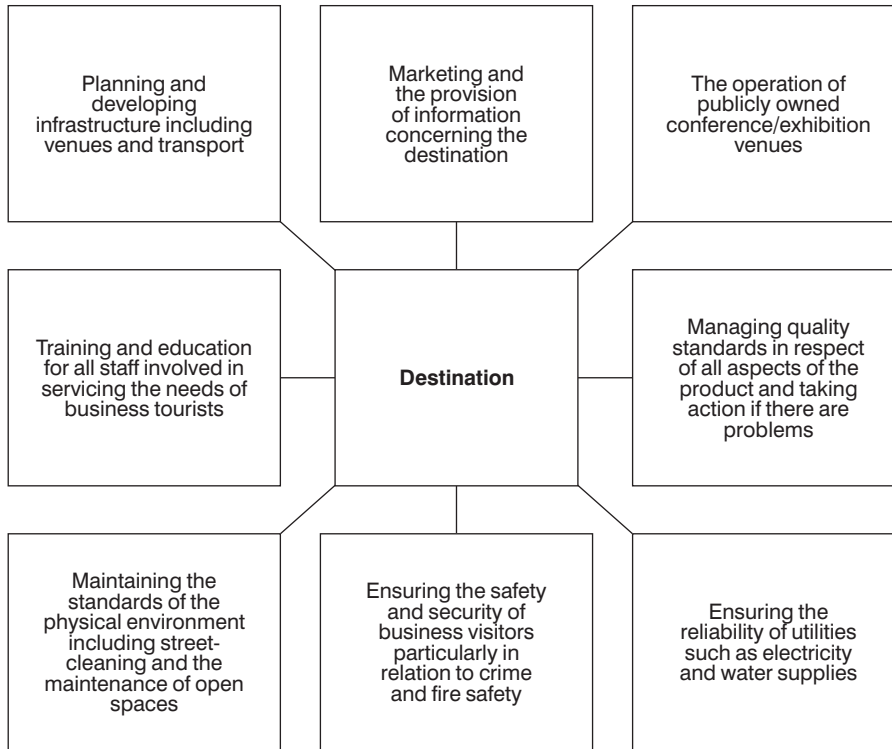 Planning and
developing
infrastructure including
venues and transport
Marketing and
the provision
of information
concerning the
destination
The operation of
publicly owned
conference/exhibition
venues
Training and education
for all staff involved in
servicing the needs of
business tourists
Destination
Managing quality
standards in respect
of all aspects of the
product and taking
action if there are
problems
Maintaining the
standards of the
physical environment
including street-
cleaning and the
maintenance of open
spaces
Ensuring the safety
and security of
business visitors
particularly in
relation to crime
and fire safety
Ensuring the
reliability of utilities
such as electricity
and water supplies